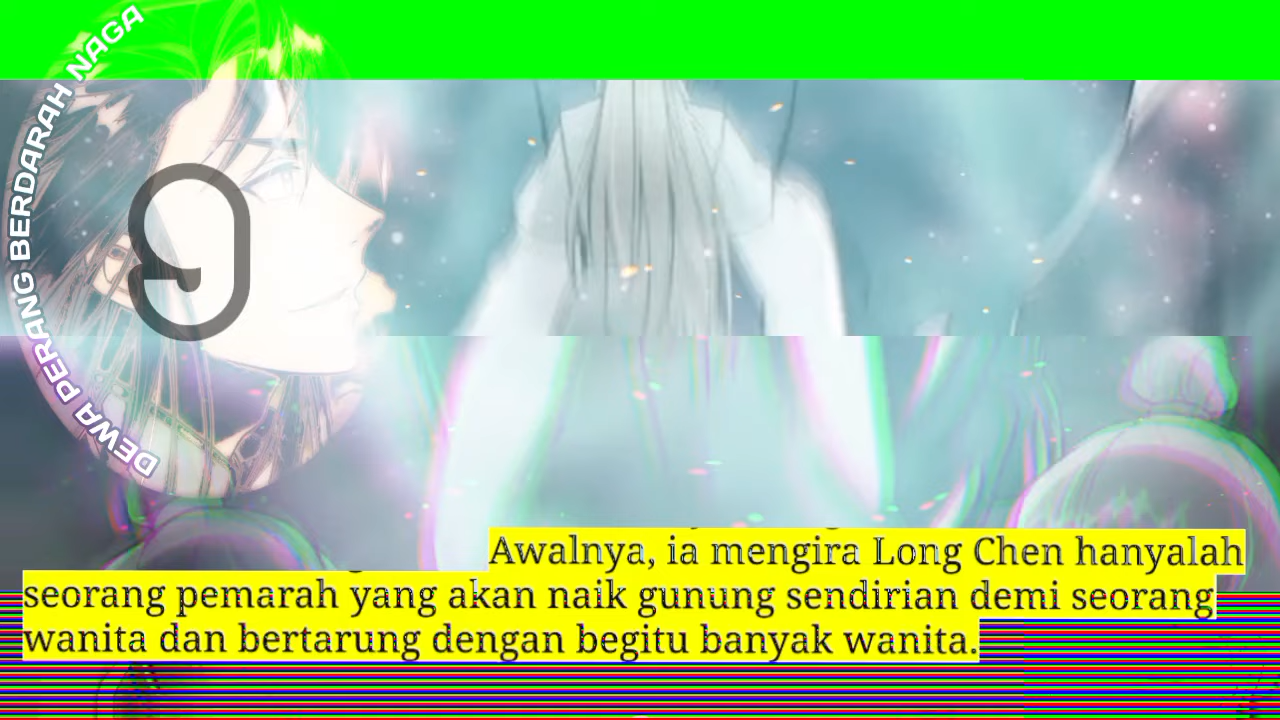 DEWA PERANG BERDARAH NAGA
Awalnya, ia mengira Long Chen hanyalah
seorang pemarah yang akan naik gunung sendirian demi seorang
wanita dan bertarung dengan begitu banyak wanita.